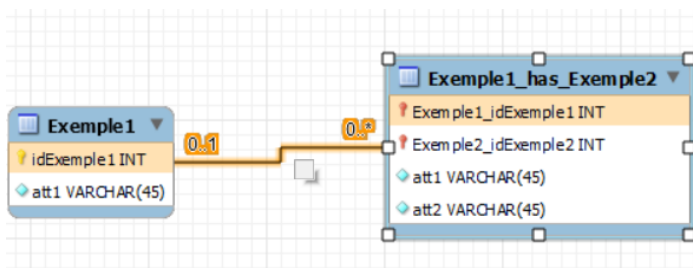 Exemple1_has_Exemple2
Exemple1_idExemple1 INT
Exemple2_idExemple2 INT
att1 VARCHAR(45)
att2 VARCHAR(45)
Exemple1
idExemple1 INT
att1 VARCHAR(45)
0..1
0..*